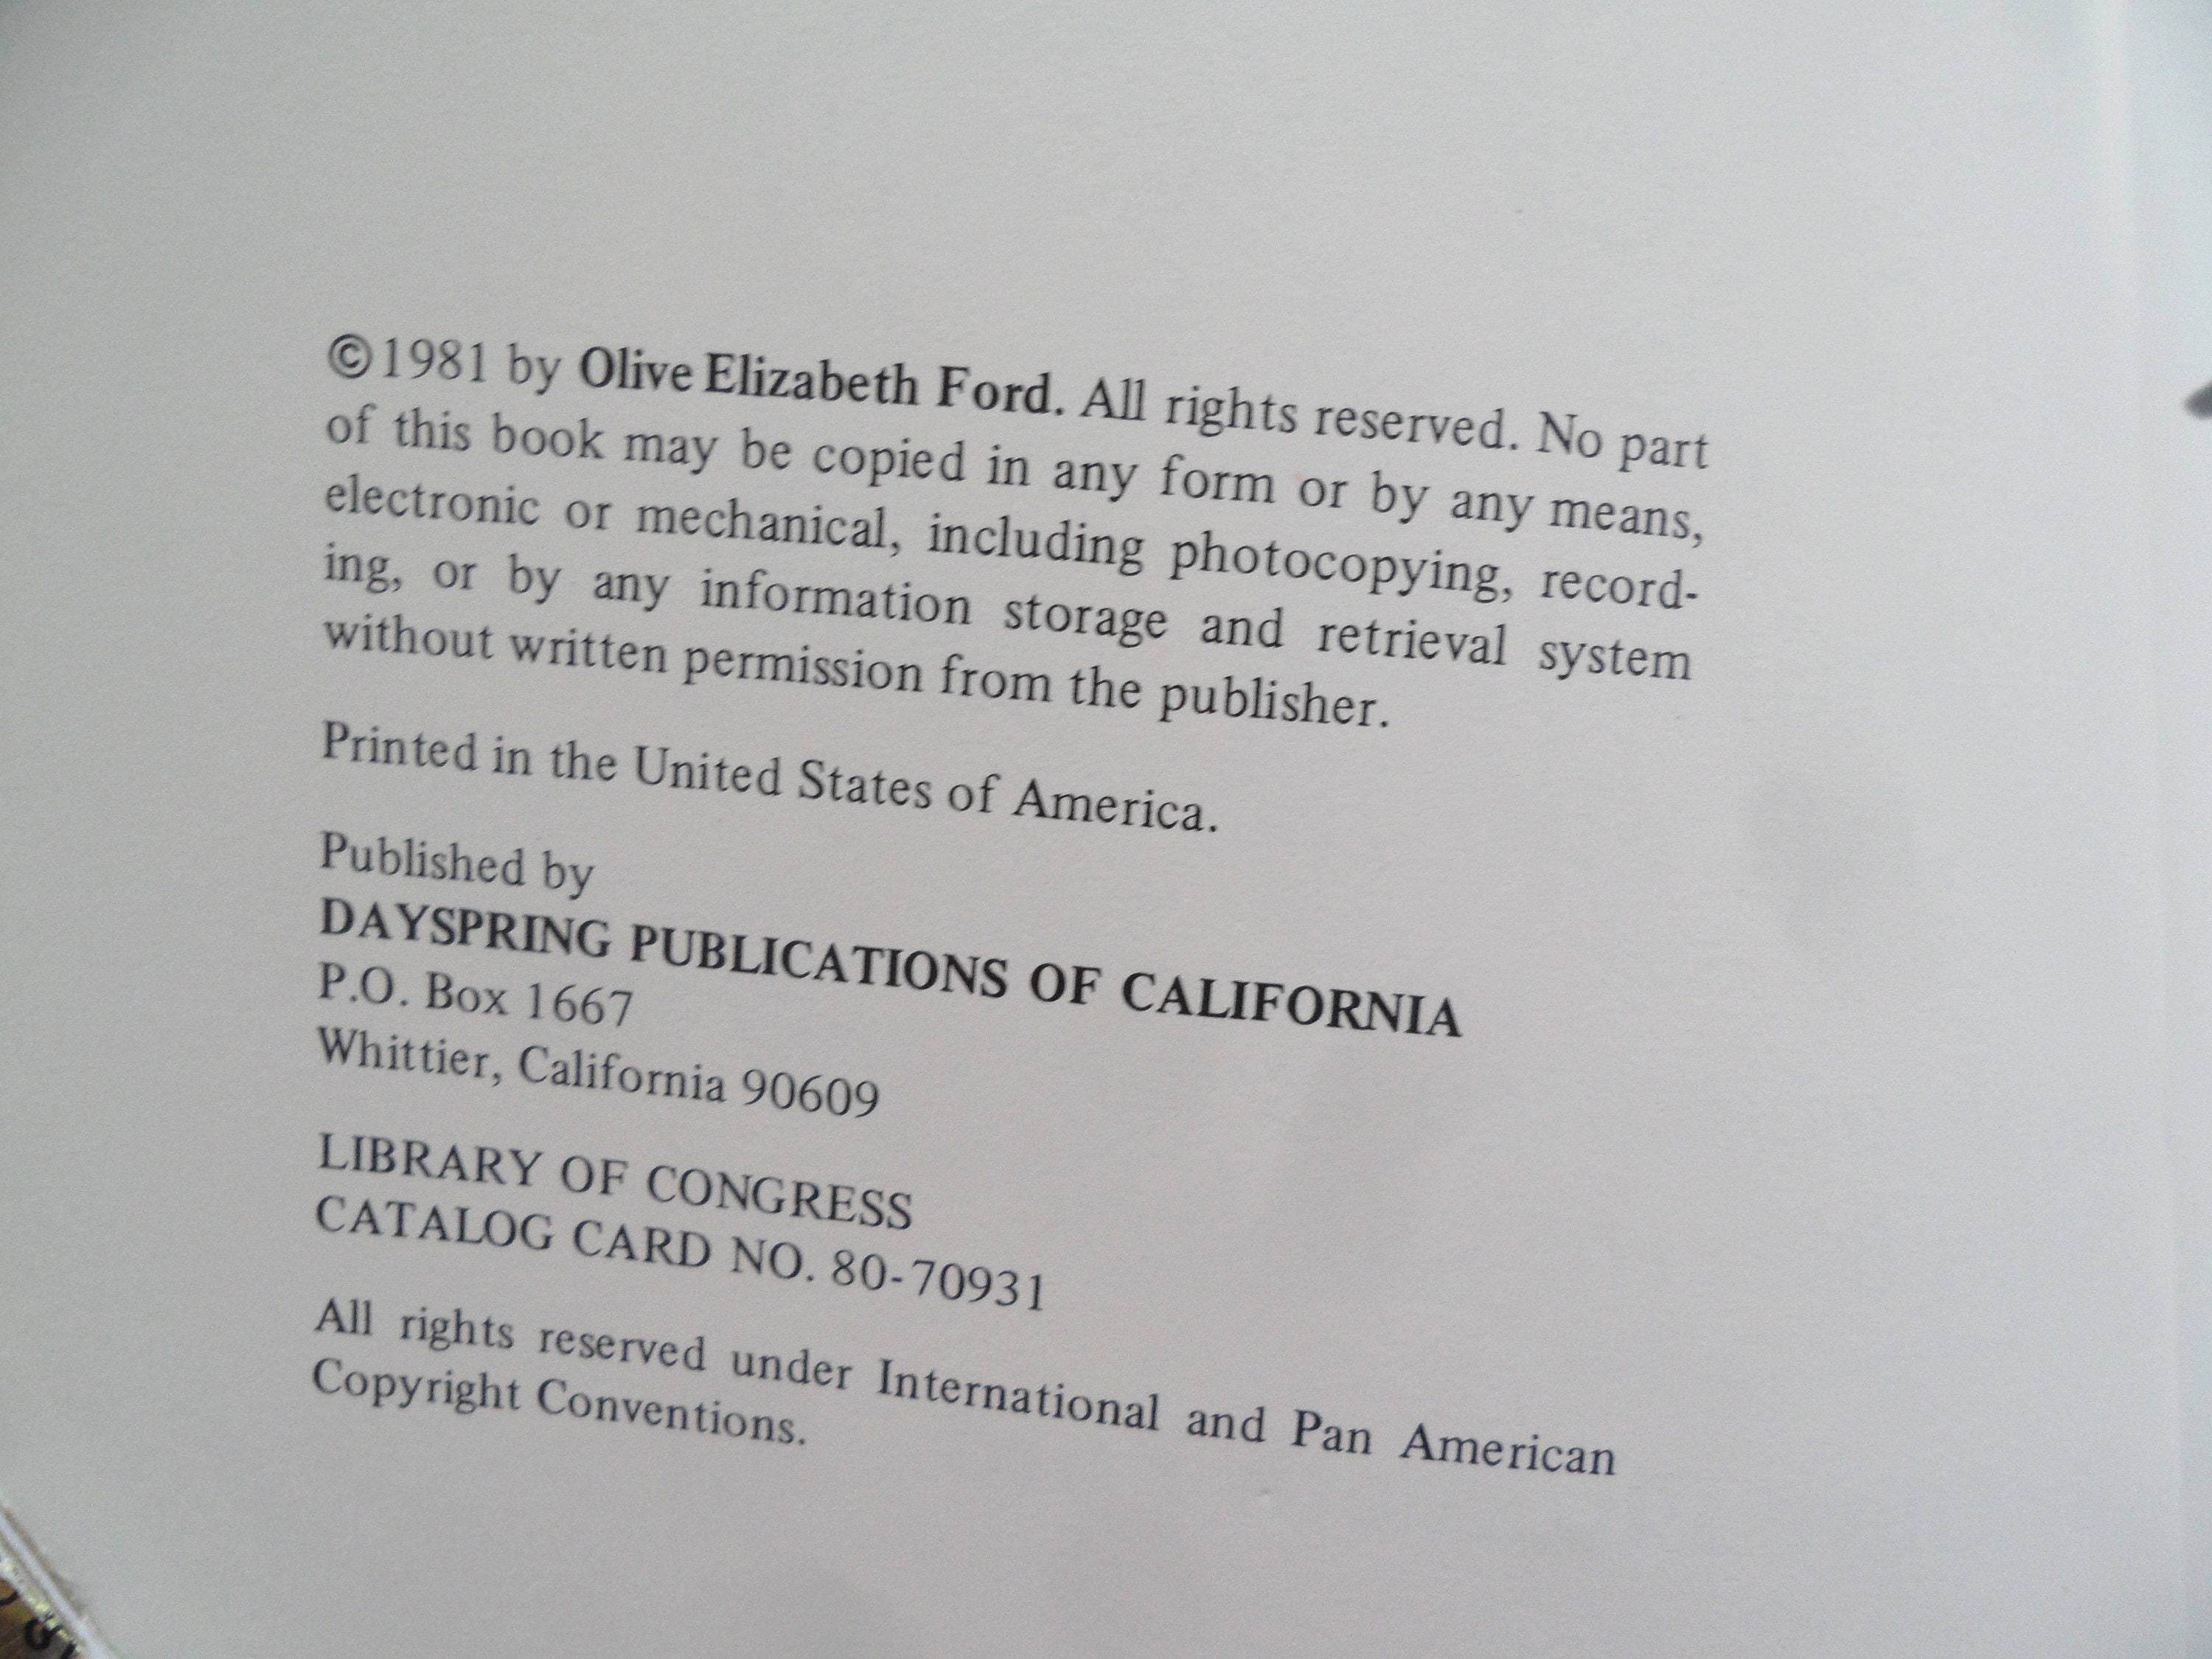 ©1981 by Olive Elizabeth Ford. All rights reserved. No part
of this book may be copied in any form or by any means,
electronic or mechanical, including photocopying, record-
ing, or by any information storage and retrieval system
without written permission from the publisher.
Printed in the United States of America.
Published by
DAYSPRING PUBLICATIONS OF CALIFORNIA
P.O. Box 1667
Whittier, California 90609
LIBRARY OF CONGRESS
CATALOG CARD NO. 80-70931
All rights reserved under International and Pan American
Copyright Conventions.